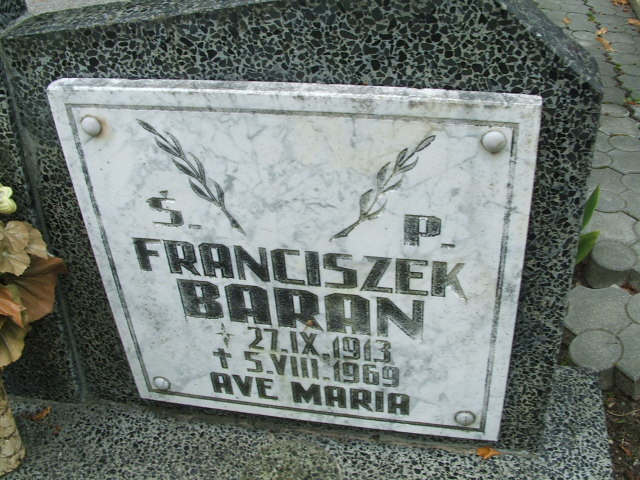 Ś. P.
FRANCISZEK
BARAN
* 27.IX.1913
† 5.VIII.1969
AVE MARIA